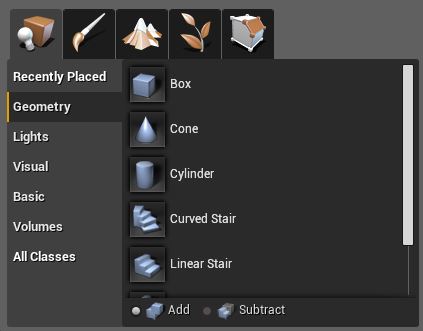 Recently Placed
Geometry
Lights
Visual
Basic
Volumes
All Classes
Box
Cone
Cylinder
Curved Stair
Linear Stair
Add
Subtract